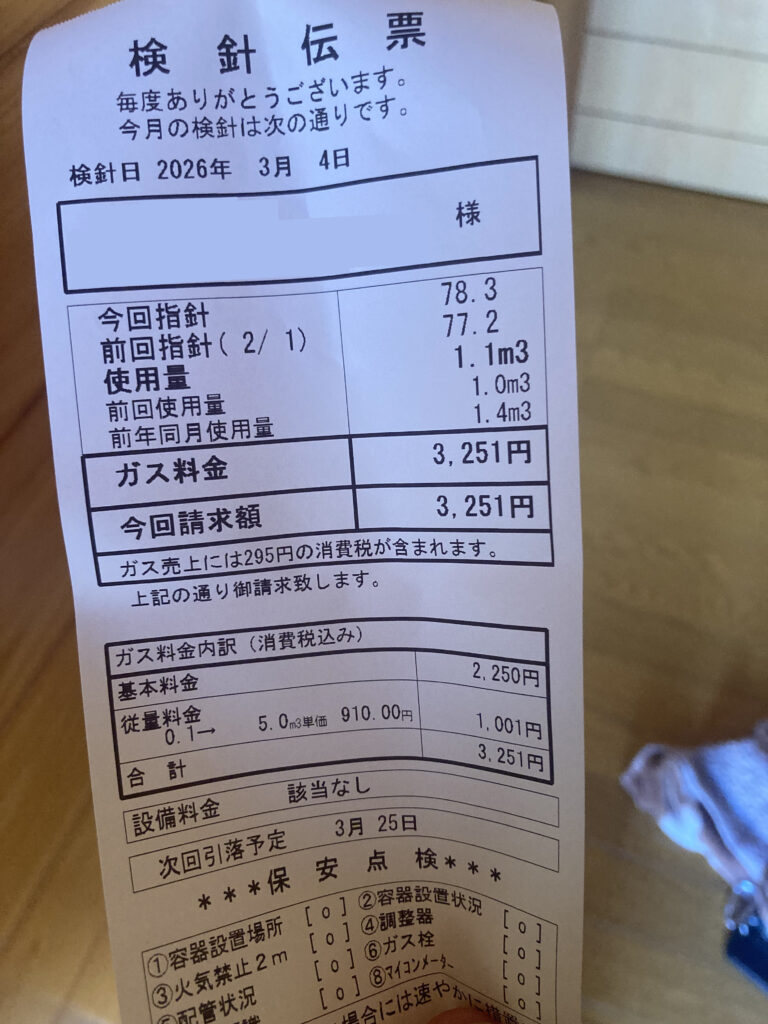 検針伝票
毎度ありがとうございます。
今月の検針は次の通りです。
検針日 2026年 3月 4日
様
今回指針 78.3
前回指針( 2/ 1) 77.2
使用量 1.1m3
前回使用量 1.0m3
前年同月使用量 1.4m3
ガス料金 3,251円
今回請求額 3,251円
ガス売上には295円の消費税が含まれます。
上記の通り御請求致します。
ガス料金内訳(消費税込み)
基本料金 2,250円
従量料金
0.1→ 5.0m3単価 910.00円 1,001円
合計 3,251円
設備料金 該当なし
次回引落予定 3月 25日
***保安点検***
①容器設置場所 [o] ②容器設置状況 [o]
③火気禁止2m [o] ④調整器 [o]
⑤配管状況 [o] ⑥ガス栓 [o]
[o] ⑧マイコンメーター [o]
場合には速やかに